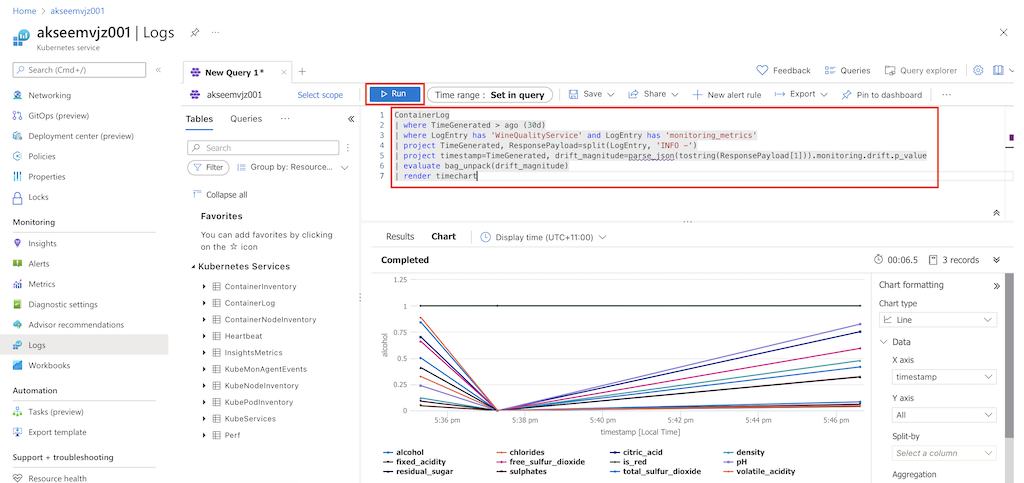 Home > akseemvjz001
akseemvjz001 | Logs
Kubernetes service
Search (Cmd+/)
Networering
GitOps (preview)
Deployment center (preview)
Policies
Properties
Locks
Monitoring
Insights
Alerts
Metrics
Diagnostic settings
Advisor recommendations
Logs
Workbooks
Automation
Tasks (preview)
Export template
Support + troubleshooting
Resource health
New Query 1*
Feedback
Queries
Query explorer
akseemvjz001
Select scope
Run
Time range : Set in query
Save
Share
New alert rule
Export
Pin to dashboard
Tables
Queries
Search
Filter
Group by: Resource...
Collapse all
Favorites
You can add favorites by clicking
on the ☆ icon
Kubernetes Services
ContainerInventory
ContainerLog
ContainerNodeInventory
Heartbeat
InsightsMetrics
KubeMonAgentEvents
KubeNodeInventory
KubePodInventory
KubeServices
Perf
1 ContainerLog
2 | where TimeGenerated > ago (30d)
3 | where LogEntry has 'WineQualityService' and LogEntry has 'monitoring_metrics'
4 | project TimeGenerated, ResponsePayload=split(LogEntry, 'INFO -')
5 | project timestamp=TimeGenerated, drift_magnitude=parse_json(tostring(ResponsePayload[1])).monitoring.drift.p_value
6 | evaluate bag_unpack(drift_magnitude)
7 | render timechart
Results
Chart
Display time (UTC+11:00)
Completed
00:06.5
3 records
1.25
1
0.75
0.5
0.25
0
alcohol
5:36 pm
5:38 pm
5:40 pm
5:42 pm
5:44 pm
5:46 pm
timestamp [Local Time]
alcohol
chlorides
citric_acid
density
fixed_acidity
free_sulfur_dioxide
is_red
pH
residual_sugar
sulphates
total_sulfur_dioxide
volatile_acidity
Chart formatting
Chart type
Line
Data
X axis
timestamp
Y axis
All
Split-by
Select a column
Aggregation